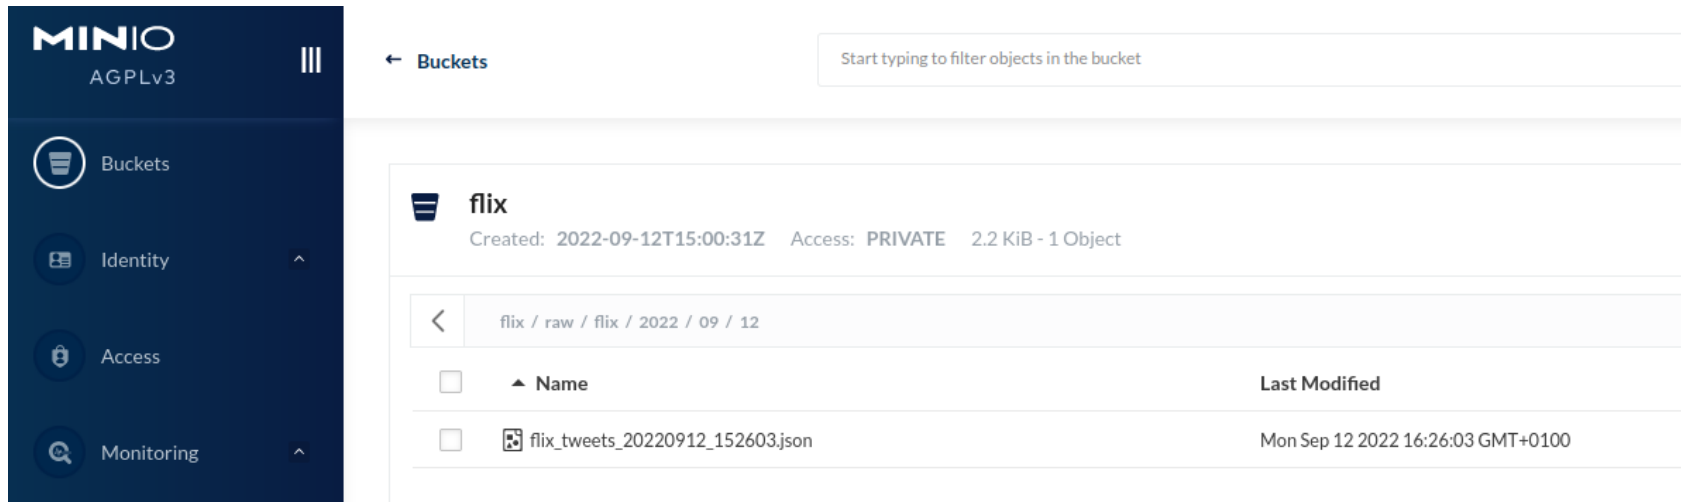 MINIO
AGPLv3
Buckets
Identity
Access
Monitoring
← Buckets
Start typing to filter objects in the bucket
flix
Created: 2022-09-12T15:00:31Z Access: PRIVATE 2.2 KiB - 1 Object
flix / raw / flix / 2022 / 09 / 12
Name Last Modified
flix_tweets_20220912_152603.json Mon Sep 12 2022 16:26:03 GMT+0100